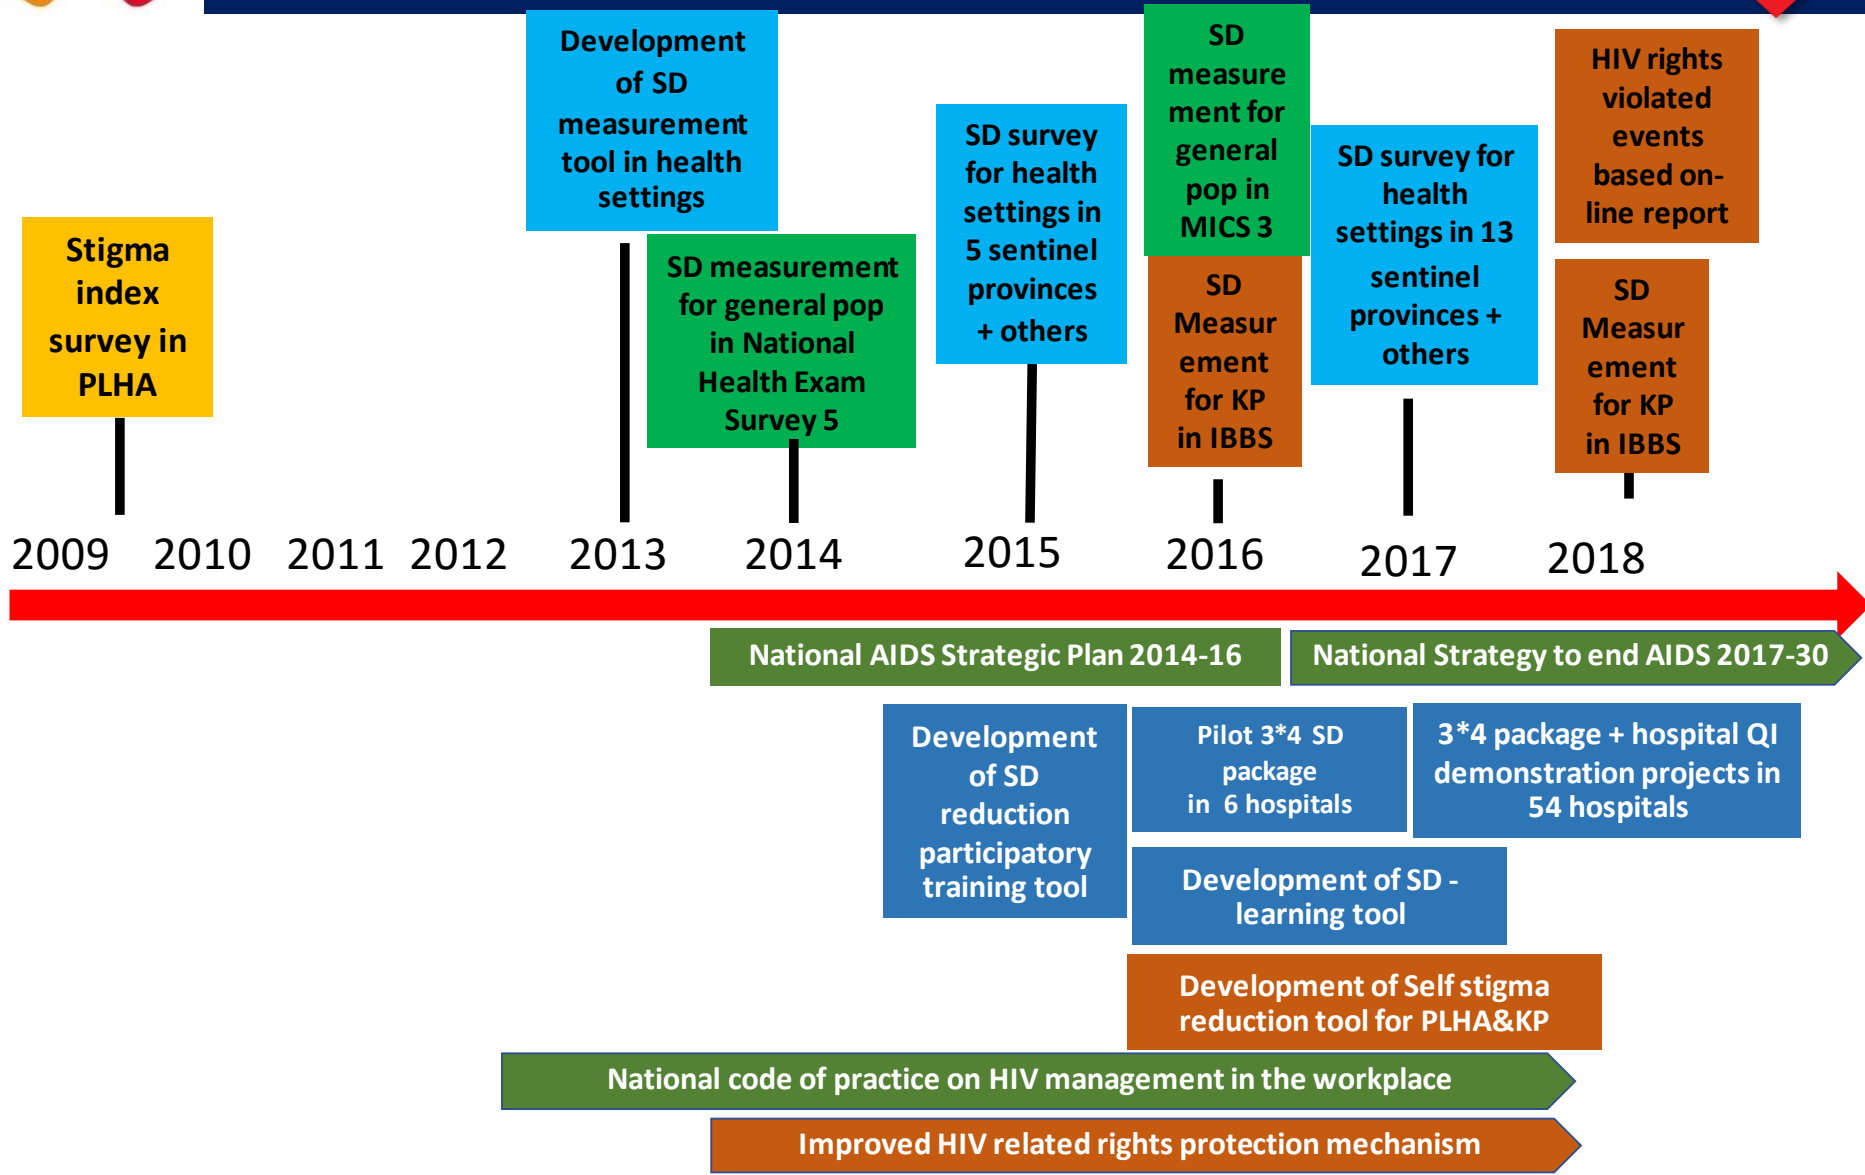 Development
of SD
measurement
tool in health
settings
SD
measure
ment for
general
pop in
MICS 3
HIV rights
violated
events
based on-
line report
SD survey
for health
settings in
5 sentinel
provinces
+ others
SD survey for
health
settings in 13
sentinel
provinces +
others
Stigma
index
survey in
PLHA
SD measurement
for general pop
in National
Health Exam
Survey 5
SD
Measur
ement
for KP
in IBBS
SD
Measur
ement
for KP
in IBBS
2009 2010 2011 2012 2013 2014 2015 2016 2017 2018
National AIDS Strategic Plan 2014-16
National Strategy to end AIDS 2017-30
Development
of SD
reduction
participatory
training tool
Pilot 3*4 SD
package
in 6 hospitals
3*4 package + hospital QI
demonstration projects in
54 hospitals
Development of SD -
learning tool
Development of Self stigma
reduction tool for PLHA&KP
National code of practice on HIV management in the workplace
Improved HIV related rights protection mechanism